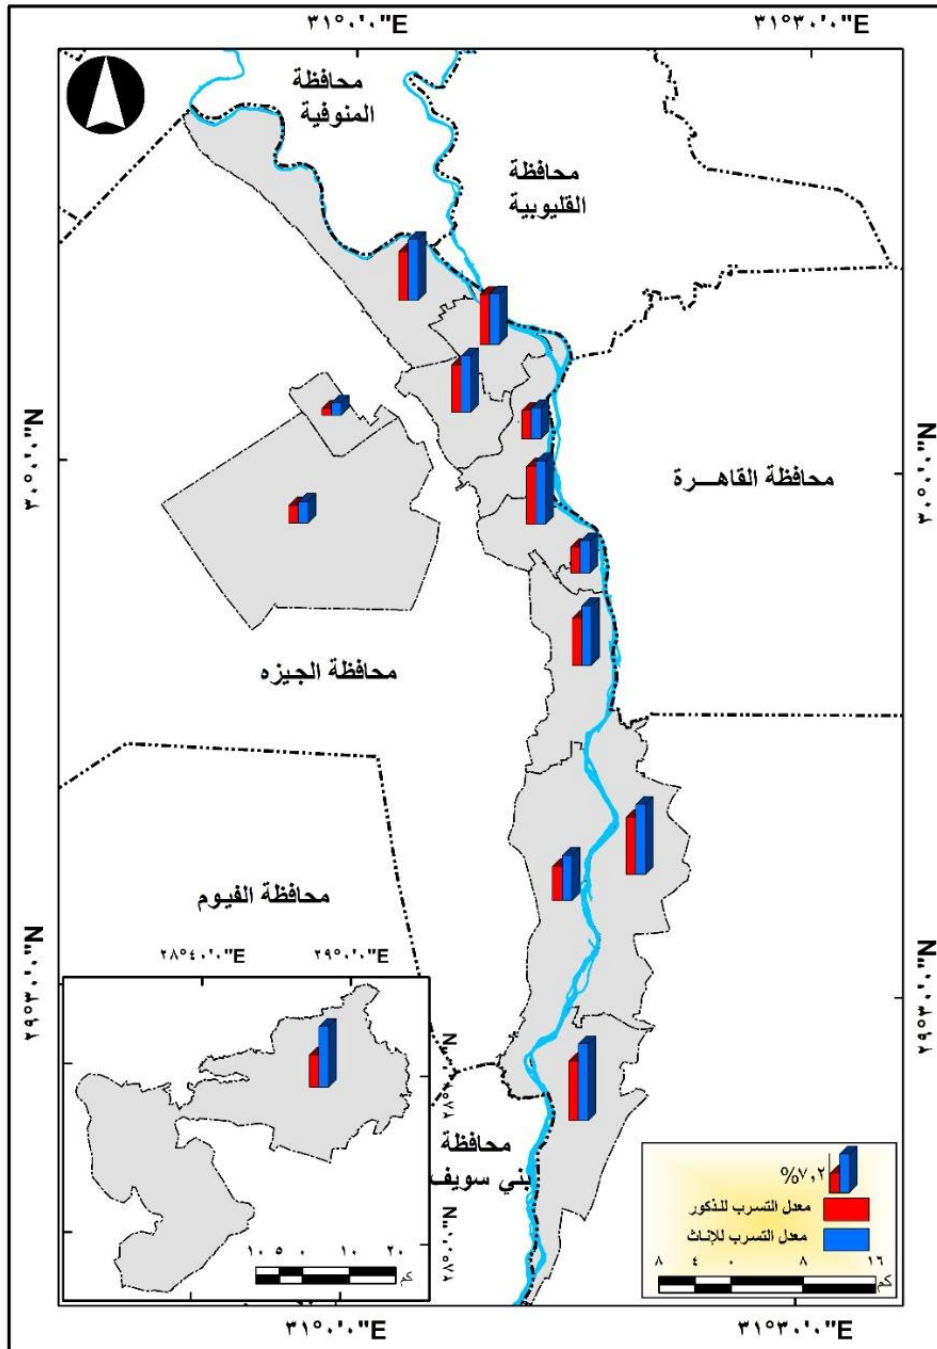 ٣١°٠'٠"E
٣١°٣٠'٠"E
محافظة
المنوفية
محافظة
القليوبية
٣٠°٠'٠"N
٣٠°٠'٠"N
محافظة القاهـــرة
محافظة الجيزه
محافظة الفيوم
٢٨°٤٠'٠"E
٢٩°٠'٠"E
٢٩°٣٠'٠"N
٢٩°٣٠'٠"N
محافظة
بني سويف
%٧,٢
معدل التسرب للذكور
معدل التسرب للإناث
٨ ٤ ٠ ٨ ١٦
كم
١٠ ٥ ٠ ١٠ ٢٠
كم
٣١°٠'٠"E
٣١°٣٠'٠"E